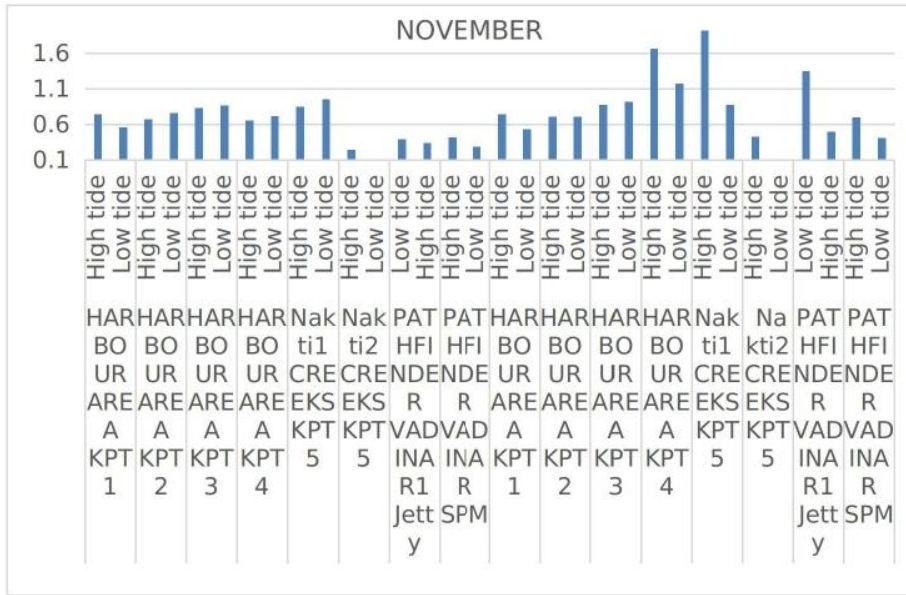 NOVEMBER
1.6
1.1
0.6
0.1
High tide
Low tide
High tide
Low tide
High tide
Low tide
High tide
Low tide
High tide
Low tide
High tide
Low tide
Low tide
High tide
High tide
Low tide
High tide
Low tide
High tide
Low tide
High tide
Low tide
High tide
Low tide
High tide
Low tide
High tide
Low tide
Low tide
High tide
High tide
Low tide
HAR
BO
UR
ARE
A
KPT
1
HAR
BO
UR
ARE
A
KPT
2
HAR
BO
UR
ARE
A
KPT
3
HAR
BO
UR
ARE
A
KPT
4
Nak
ti1
CRE
EKS
KPT
5
Nak
ti2
CRE
EKS
KPT
5
PAT
HFI
NDE
R
VAD
INA
R1
Jett
y
PAT
HFI
NDE
R
VAD
INA
R
SPM
HAR
BO
UR
ARE
A
KPT
1
HAR
BO
UR
ARE
A
KPT
2
HAR
BO
UR
ARE
A
KPT
3
HAR
BO
UR
ARE
A
KPT
4
Nak
ti1
CRE
EKS
KPT
5
Na
kti2
CRE
EKS
KPT
5
PAT
HFI
NDE
R
VAD
INA
R1
Jett
y
PAT
HFI
NDE
R
VAD
INA
R
SPM